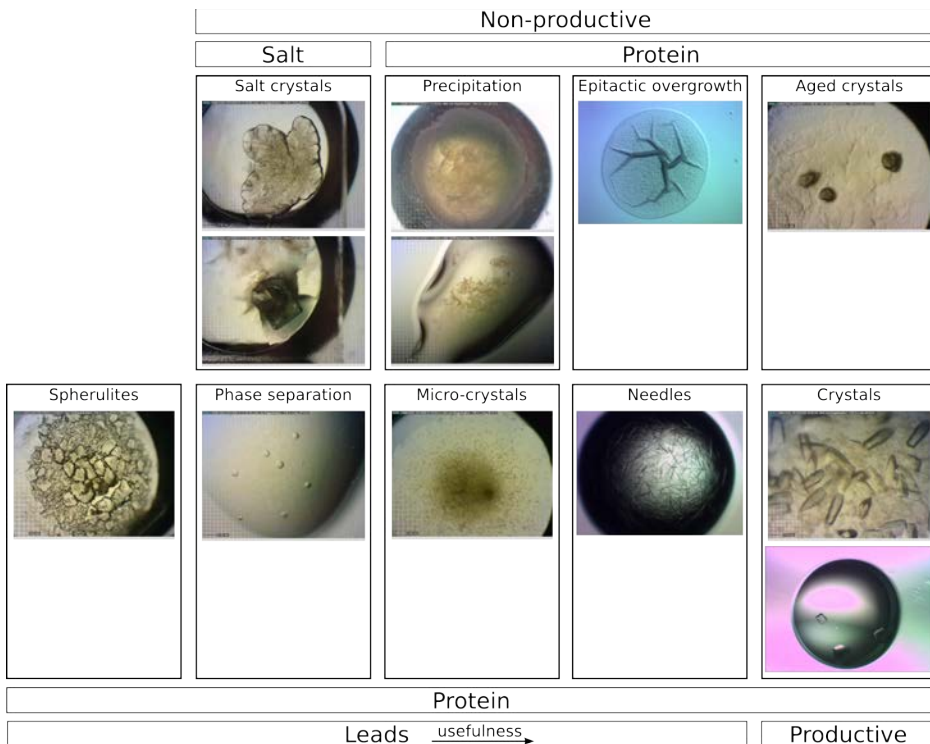 Non-productive
Salt
Protein
Salt crystals
Precipitation
Epitactic overgrowth
Aged crystals
Spherulites
Phase separation
Micro-crystals
Needles
Crystals
Protein
Leads usefulness
Productive